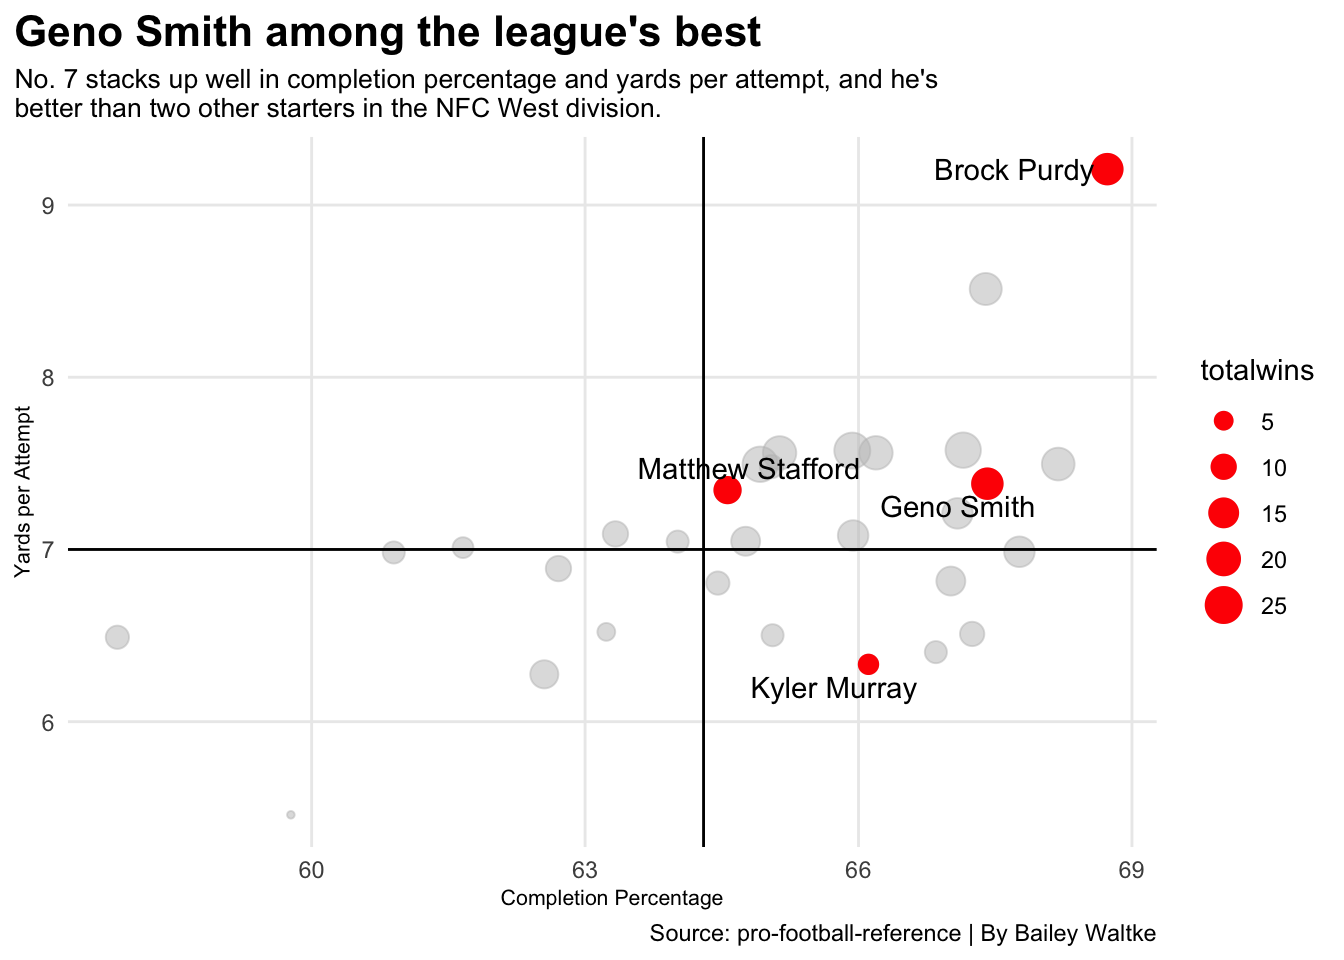 Geno Smith among the league's best
No. 7 stacks up well in completion percentage and yards per attempt, and he's
better than two other starters in the NFC West division.
Brock Purdy
9
8
totalwins
5
10
15
20
25
Matthew Stafford
Geno Smith
Yards per Attempt
7
Kyler Murray
6
60
63
66
69
Completion Percentage
Source: pro-football-reference | By Bailey Waltke